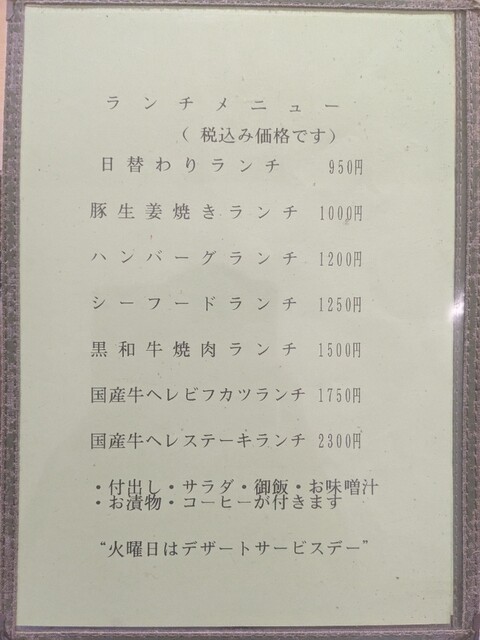 ランチメニュー
( 税込み価格です)
日替わりランチ 950円
豚生姜焼きランチ 1000円
ハンバーグランチ 1200円
シーフードランチ 1250円
黒和牛焼肉ランチ 1500円
国産牛ヘレビフカツランチ 1750円
国産牛ヘレステーキランチ 2300円
・付出し・サラダ・御飯・お味噌汁
・お漬物・コーヒーが付きます
“火曜日はデザートサービスデー”